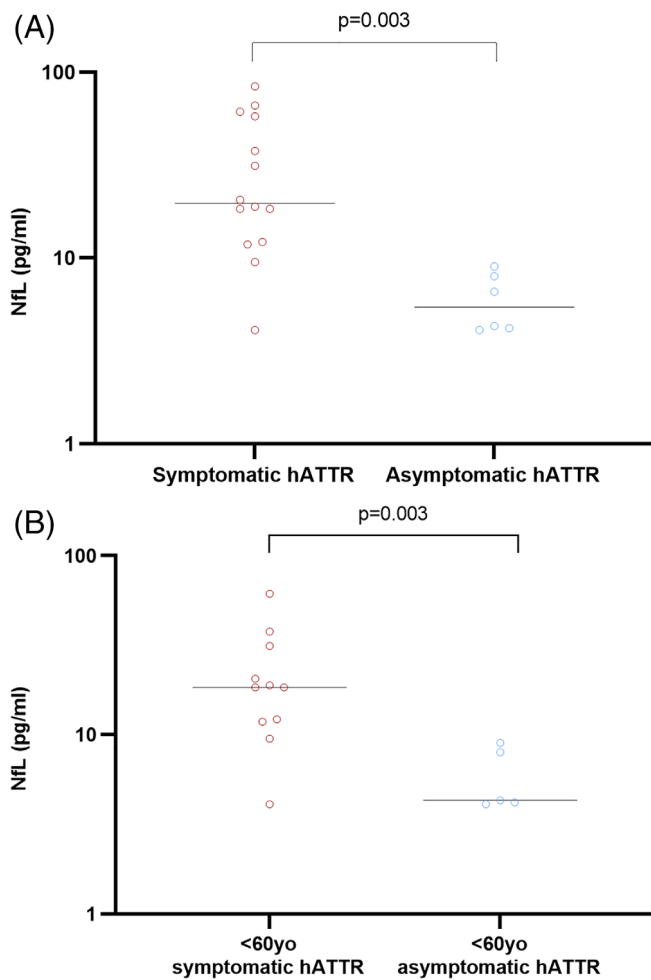 (A)
p=0.003
100
10
1
NfL (pg/ml)
Symptomatic hATTR
Asymptomatic hATTR
(B)
p=0.003
100
10
1
NfL (pg/ml)
<60yo
symptomatic hATTR
<60yo
asymptomatic hATTR